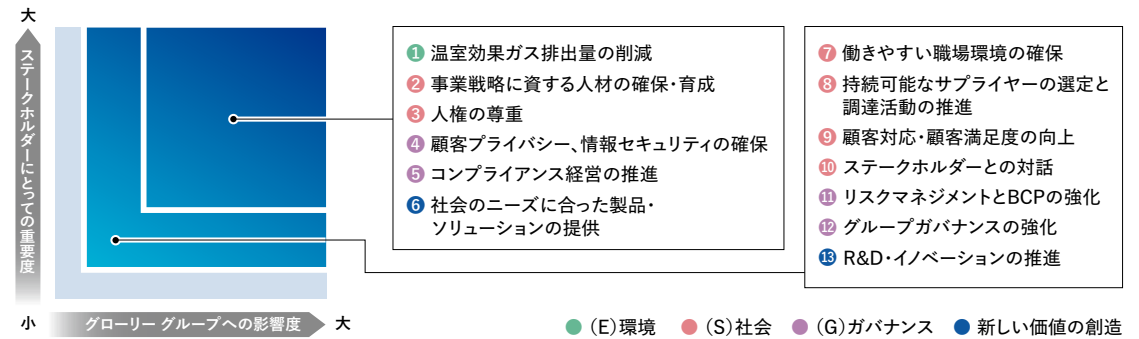 大
ステークホルダーにとっての重要度
小
グローリー グループへの影響度
大
1 温室効果ガス排出量の削減
2 事業戦略に資する人材の確保・育成
3 人権の尊重
4 顧客プライバシー、情報セキュリティの確保
5 コンプライアンス経営の推進
6 社会のニーズに合った製品・
ソリューションの提供
7 働きやすい職場環境の確保
8 持続可能なサプライヤーの選定と
調達活動の推進
9 顧客対応・顧客満足度の向上
10 ステークホルダーとの対話
11 リスクマネジメントとBCPの強化
12 グループガバナンスの強化
13 R&D・イノベーションの推進
(E)環境 (S)社会 (G)ガバナンス 新しい価値の創造